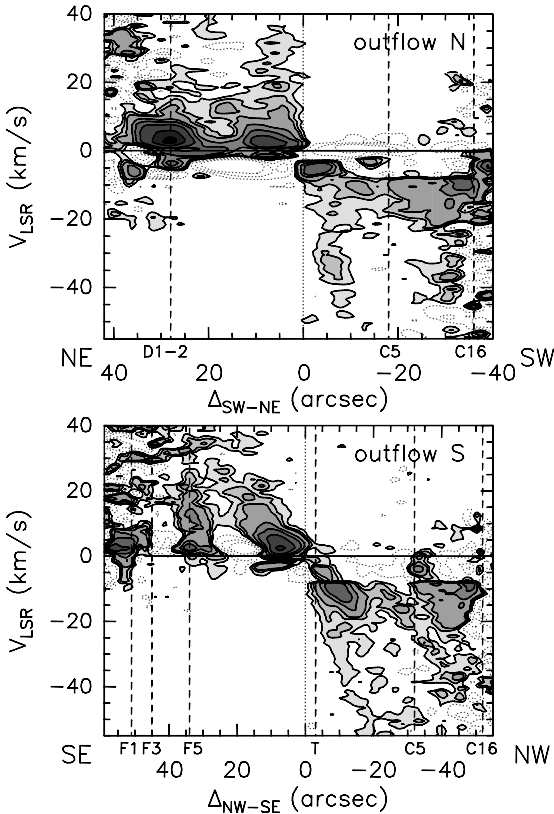 outflow N
40
20
0
−20
−40
V_LSR (km/s)
D1−2 C5 C16
NE SW
40 20 0 −20 −40
Δ_SW−NE (arcsec)
outflow S
40
20
0
−20
−40
V_LSR (km/s)
F1 F3 F5 T C5 C16
SE NW
40 20 0 −20 −40
Δ_NW−SE (arcsec)